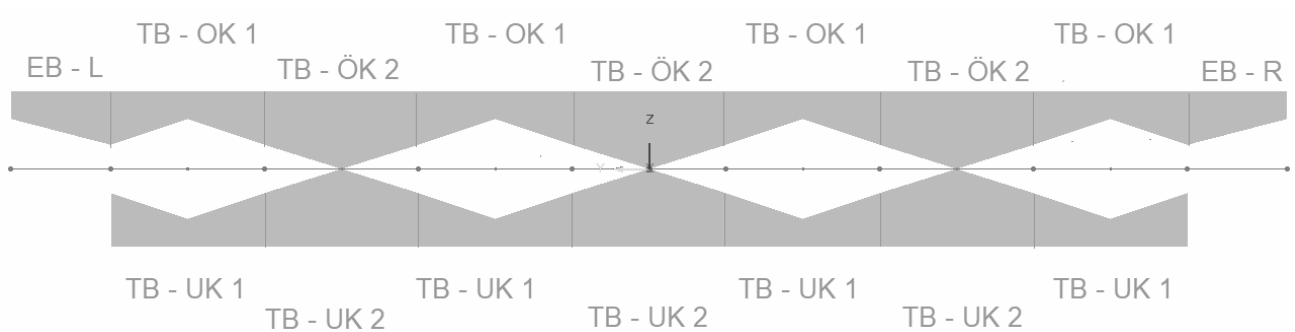 TB - OK 1 TB - OK 1 TB - OK 1 TB - OK 1
EB - L TB - ÖK 2 TB - ÖK 2 TB - ÖK 2 EB - R
Z
Y
TB - UK 1 TB - UK 1 TB - UK 1 TB - UK 1
TB - UK 2 TB - UK 2 TB - UK 2